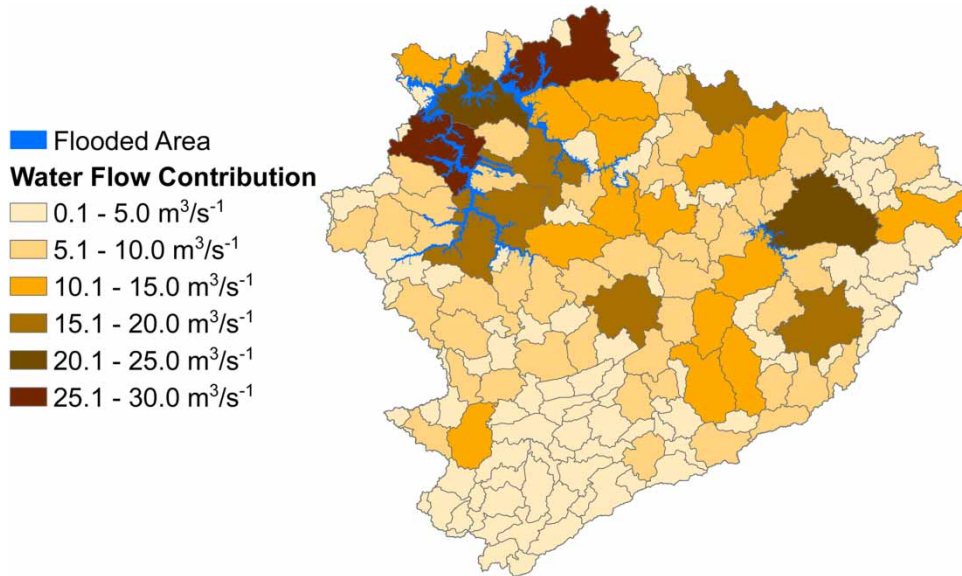 Flooded Area
Water Flow Contribution
0.1 - 5.0 m³/s⁻¹
5.1 - 10.0 m³/s⁻¹
10.1 - 15.0 m³/s⁻¹
15.1 - 20.0 m³/s⁻¹
20.1 - 25.0 m³/s⁻¹
25.1 - 30.0 m³/s⁻¹